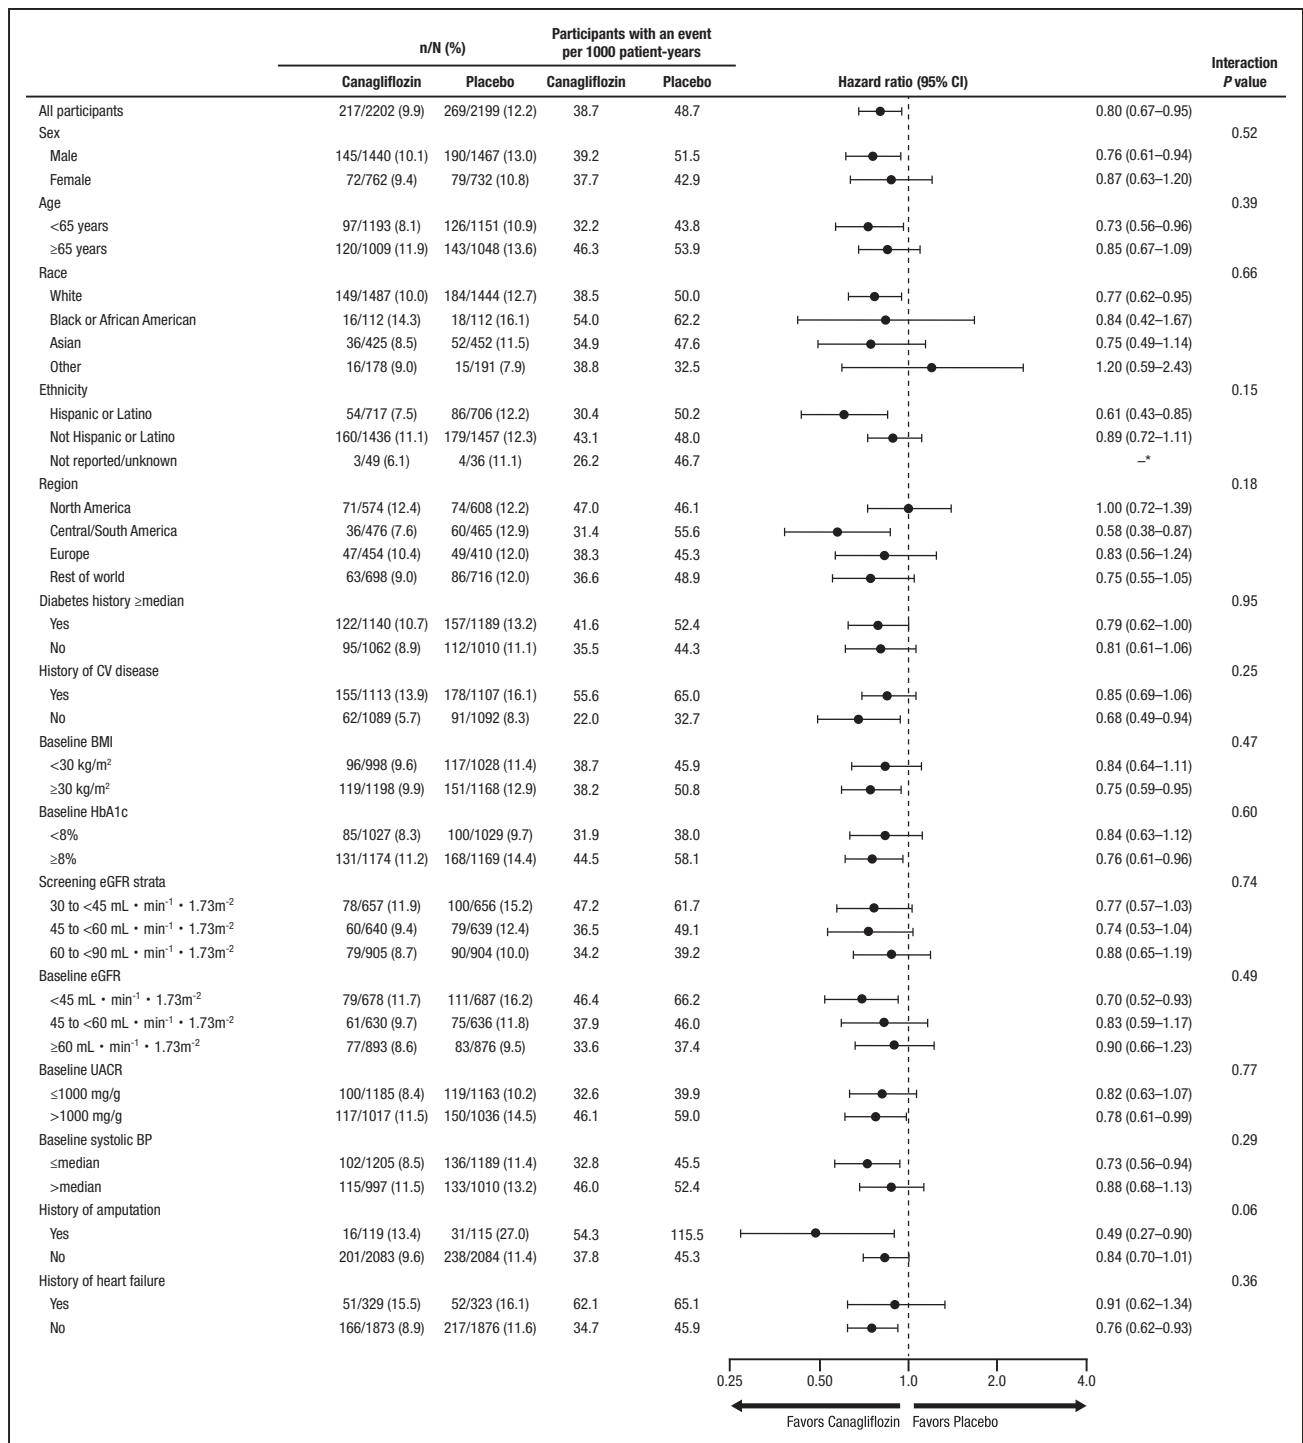 n/N (%)
Participants with an event
per 1000 patient-years
Canagliflozin Placebo Canagliflozin Placebo Hazard ratio (95% CI) Interaction
P value
All participants 217/2202 (9.9) 269/2199 (12.2) 38.7 48.7 0.80 (0.67–0.95)
Sex 0.52
Male 145/1440 (10.1) 190/1467 (13.0) 39.2 51.5 0.76 (0.61–0.94)
Female 72/762 (9.4) 79/732 (10.8) 37.7 42.9 0.87 (0.63–1.20)
Age 0.39
<65 years 97/1193 (8.1) 126/1151 (10.9) 32.2 43.8 0.73 (0.56–0.96)
≥65 years 120/1009 (11.9) 143/1048 (13.6) 46.3 53.9 0.85 (0.67–1.09)
Race 0.66
White 149/1487 (10.0) 184/1444 (12.7) 38.5 50.0 0.77 (0.62–0.95)
Black or African American 16/112 (14.3) 18/112 (16.1) 54.0 62.2 0.84 (0.42–1.67)
Asian 36/425 (8.5) 52/452 (11.5) 34.9 47.6 0.75 (0.49–1.14)
Other 16/178 (9.0) 15/191 (7.9) 38.8 32.5 1.20 (0.59–2.43)
Ethnicity 0.15
Hispanic or Latino 54/717 (7.5) 86/706 (12.2) 30.4 50.2 0.61 (0.43–0.85)
Not Hispanic or Latino 160/1436 (11.1) 179/1457 (12.3) 43.1 48.0 0.89 (0.72–1.11)
Not reported/unknown 3/49 (6.1) 4/36 (11.1) 26.2 46.7 –*
Region 0.18
North America 71/574 (12.4) 74/608 (12.2) 47.0 46.1 1.00 (0.72–1.39)
Central/South America 36/476 (7.6) 60/465 (12.9) 31.4 55.6 0.58 (0.38–0.87)
Europe 47/454 (10.4) 49/410 (12.0) 38.3 45.3 0.83 (0.56–1.24)
Rest of world 63/698 (9.0) 86/716 (12.0) 36.6 48.9 0.75 (0.55–1.05)
Diabetes history ≥median 0.95
Yes 122/1140 (10.7) 157/1189 (13.2) 41.6 52.4 0.79 (0.62–1.00)
No 95/1062 (8.9) 112/1010 (11.1) 35.5 44.3 0.81 (0.61–1.06)
History of CV disease 0.25
Yes 155/1113 (13.9) 178/1107 (16.1) 55.6 65.0 0.85 (0.69–1.06)
No 62/1089 (5.7) 91/1092 (8.3) 22.0 32.7 0.68 (0.49–0.94)
Baseline BMI 0.47
<30 kg/m² 96/998 (9.6) 117/1028 (11.4) 38.7 45.9 0.84 (0.64–1.11)
≥30 kg/m² 119/1198 (9.9) 151/1168 (12.9) 38.2 50.8 0.75 (0.59–0.95)
Baseline HbA1c 0.60
<8% 85/1027 (8.3) 100/1029 (9.7) 31.9 38.0 0.84 (0.63–1.12)
≥8% 131/1174 (11.2) 168/1169 (14.4) 44.5 58.1 0.76 (0.61–0.96)
Screening eGFR strata 0.74
30 to <45 mL • min⁻¹ • 1.73m⁻² 78/657 (11.9) 100/656 (15.2) 47.2 61.7 0.77 (0.57–1.03)
45 to <60 mL • min⁻¹ • 1.73m⁻² 60/640 (9.4) 79/639 (12.4) 36.5 49.1 0.74 (0.53–1.04)
60 to <90 mL • min⁻¹ • 1.73m⁻² 79/905 (8.7) 90/904 (10.0) 34.2 39.2 0.88 (0.65–1.19)
Baseline eGFR 0.49
<45 mL • min⁻¹ • 1.73m⁻² 79/678 (11.7) 111/687 (16.2) 46.4 66.2 0.70 (0.52–0.93)
45 to <60 mL • min⁻¹ • 1.73m⁻² 61/630 (9.7) 75/636 (11.8) 37.9 46.0 0.83 (0.59–1.17)
≥60 mL • min⁻¹ • 1.73m⁻² 77/893 (8.6) 83/876 (9.5) 33.6 37.4 0.90 (0.66–1.23)
Baseline UACR 0.77
≤1000 mg/g 100/1185 (8.4) 119/1163 (10.2) 32.6 39.9 0.82 (0.63–1.07)
>1000 mg/g 117/1017 (11.5) 150/1036 (14.5) 46.1 59.0 0.78 (0.61–0.99)
Baseline systolic BP 0.29
≤median 102/1205 (8.5) 136/1189 (11.4) 32.8 45.5 0.73 (0.56–0.94)
>median 115/997 (11.5) 133/1010 (13.2) 46.0 52.4 0.88 (0.68–1.13)
History of amputation 0.06
Yes 16/119 (13.4) 31/115 (27.0) 54.3 115.5 0.49 (0.27–0.90)
No 201/2083 (9.6) 238/2084 (11.4) 37.8 45.3 0.84 (0.70–1.01)
History of heart failure 0.36
Yes 51/329 (15.5) 52/323 (16.1) 62.1 65.1 0.91 (0.62–1.34)
No 166/1873 (8.9) 217/1876 (11.6) 34.7 45.9 0.76 (0.62–0.93)
0.25 0.50 1.0 2.0 4.0
Favors Canagliflozin Favors Placebo